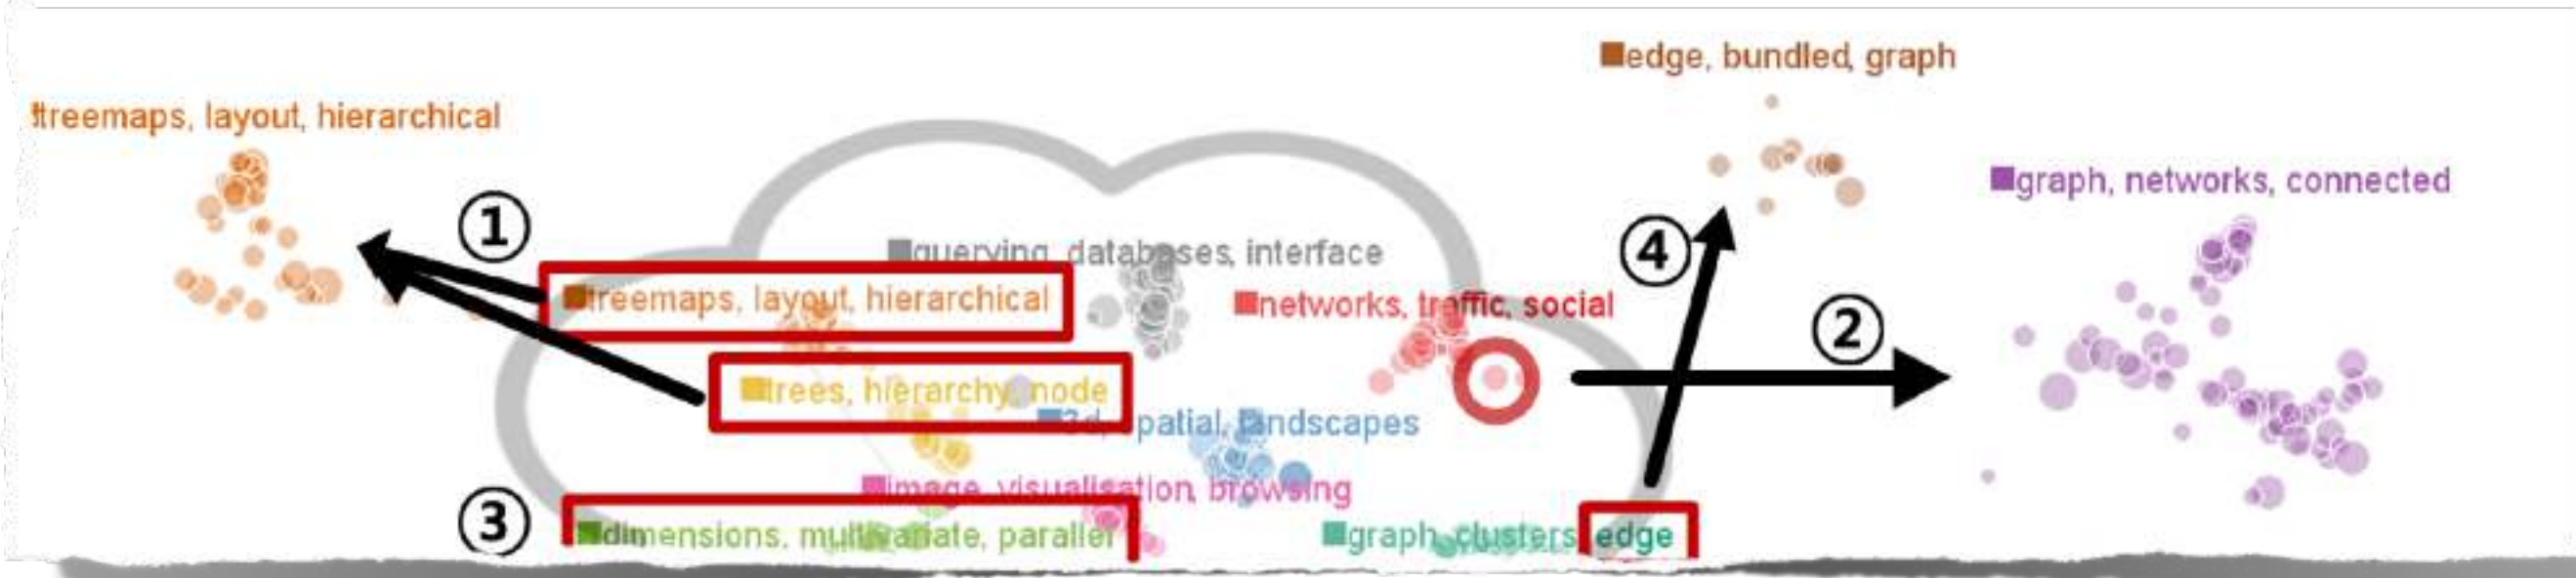 edge, bundled, graph
treemaps, layout, hierarchical
graph, networks, connected
1
4
querying, databases, interface
treemaps, layout, hierarchical
networks, traffic, social
2
trees, hierarchy, node
3d, spatial, landscapes
image, visualisation, browsing
3
dimensions, multivariate, parallel
graph, clusters, edge